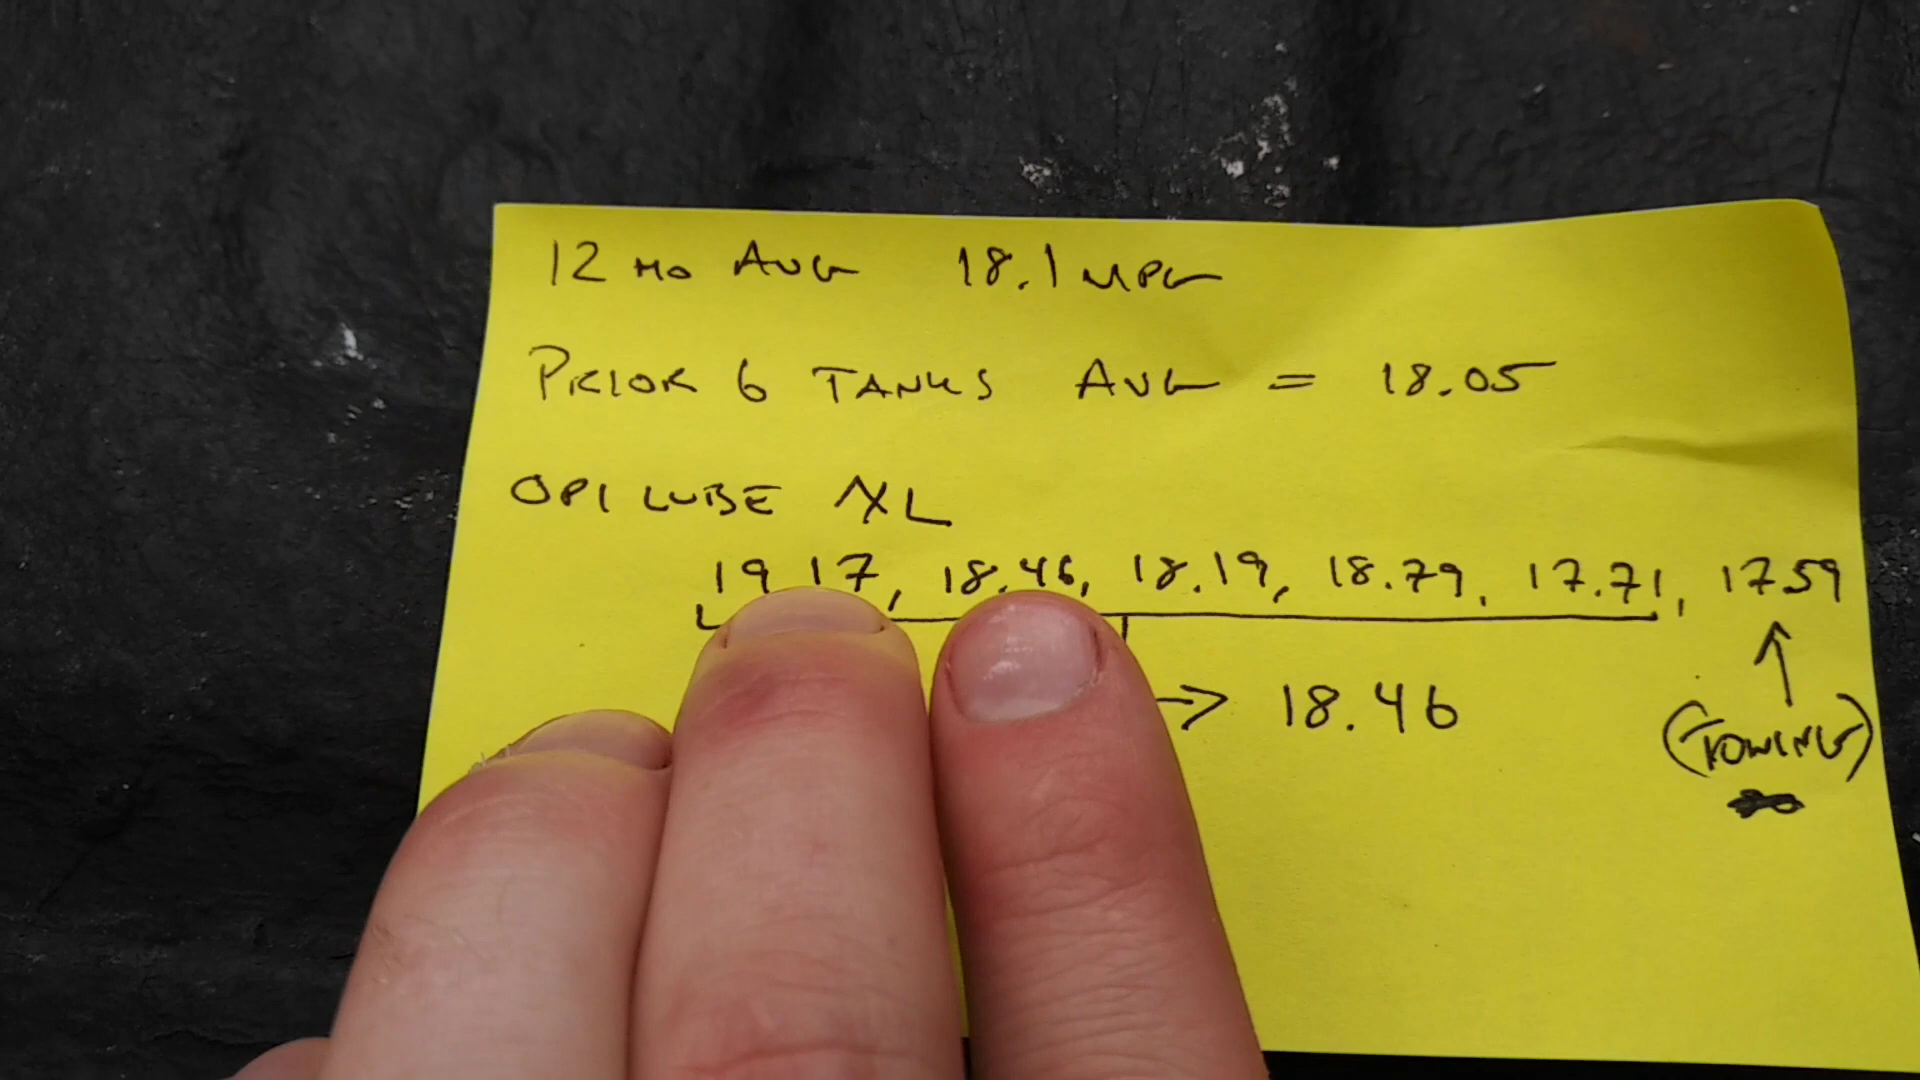 12 MO AVG 18.1 MPG
PRIOR 6 TANKS AVG = 18.05
OPI LUBE XL
19.17, 18.46, 18.19, 18.79, 17.71, 17.59
→ 18.46
(TOWING)